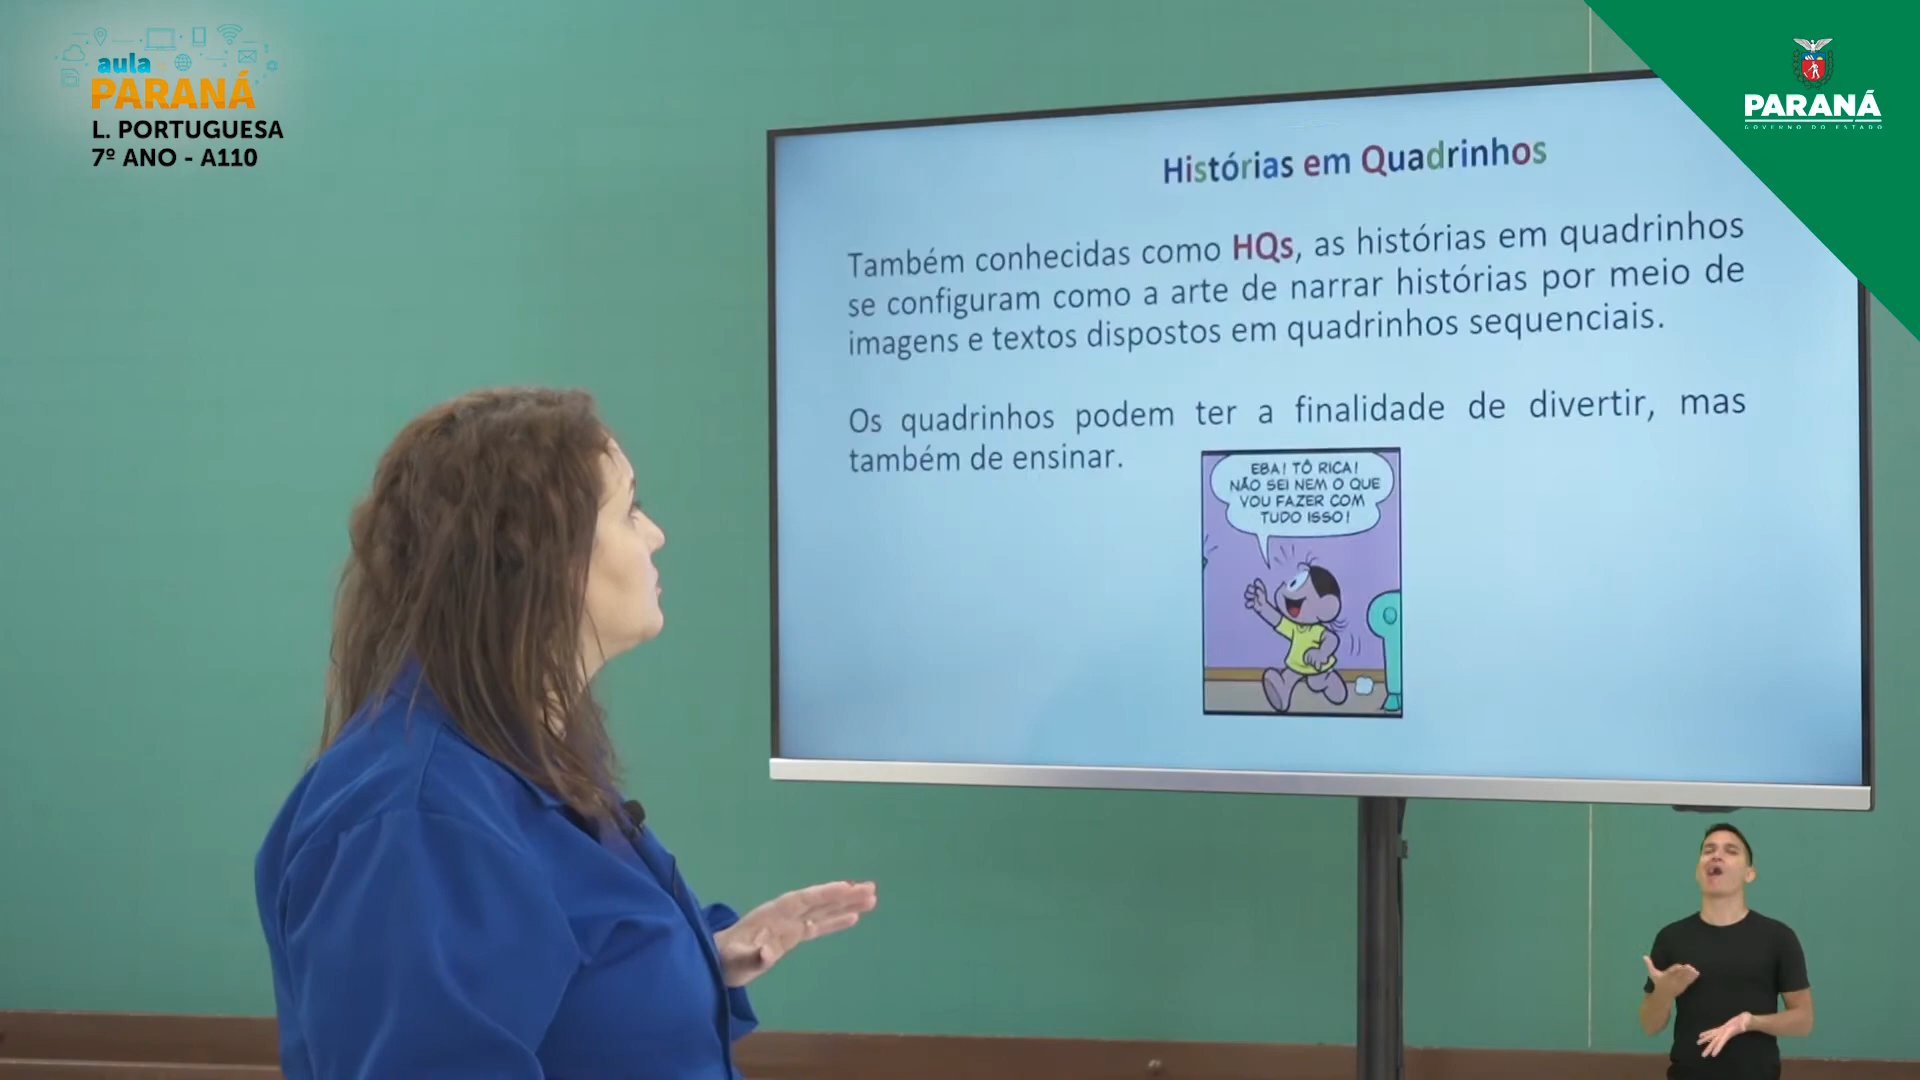 aula
PARANÁ
L. PORTUGUESA
7º ANO - A110
PARANÁ
GOVERNO DO ESTADO
Histórias em Quadrinhos
Também conhecidas como HQs, as histórias em quadrinhos
se configuram como a arte de narrar histórias por meio de
imagens e textos dispostos em quadrinhos sequenciais.
Os quadrinhos podem ter a finalidade de divertir, mas
também de ensinar.
EBA! TÔ RICA!
NÃO SEI NEM O QUE
VOU FAZER COM
TUDO ISSO!